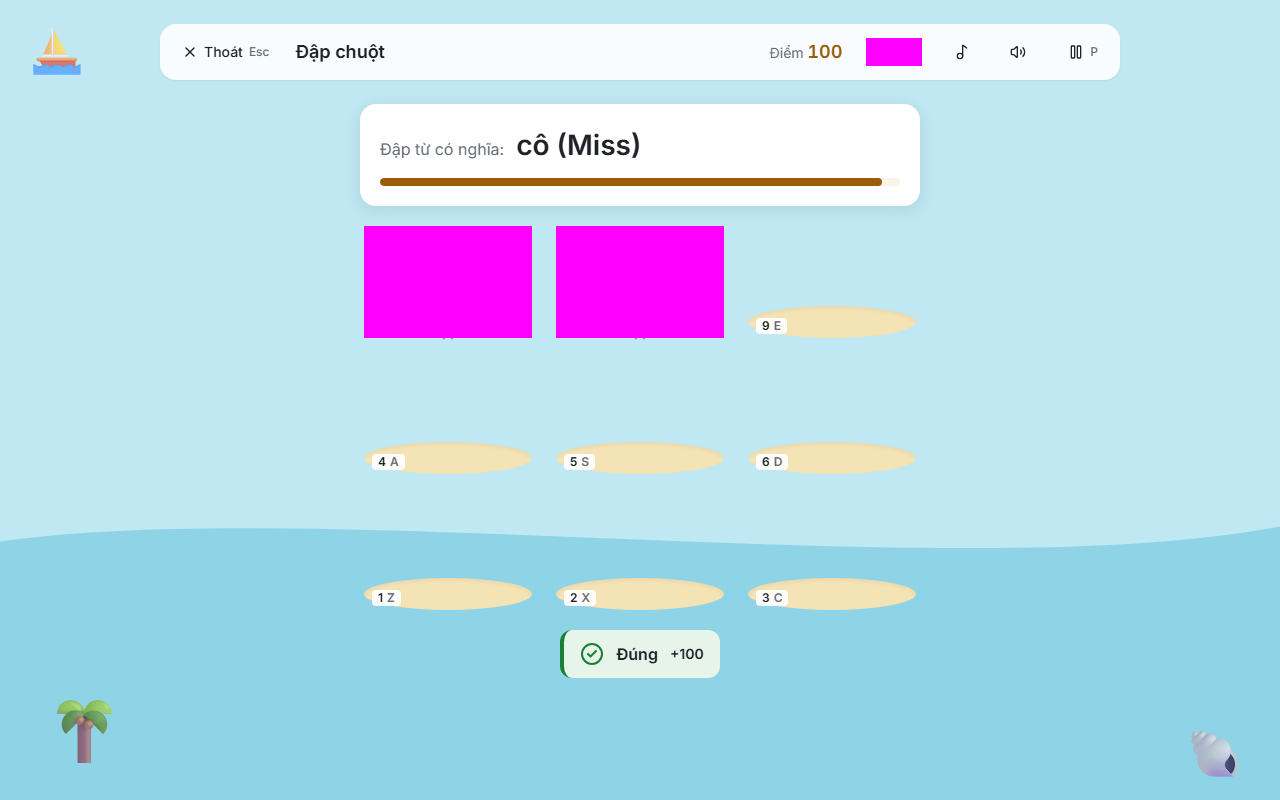 Thoát Esc Đập chuột Điểm 100 P
Đập từ có nghĩa: cô (Miss)
9 E
4 A 5 S 6 D
1 Z 2 X 3 C
Đúng +100